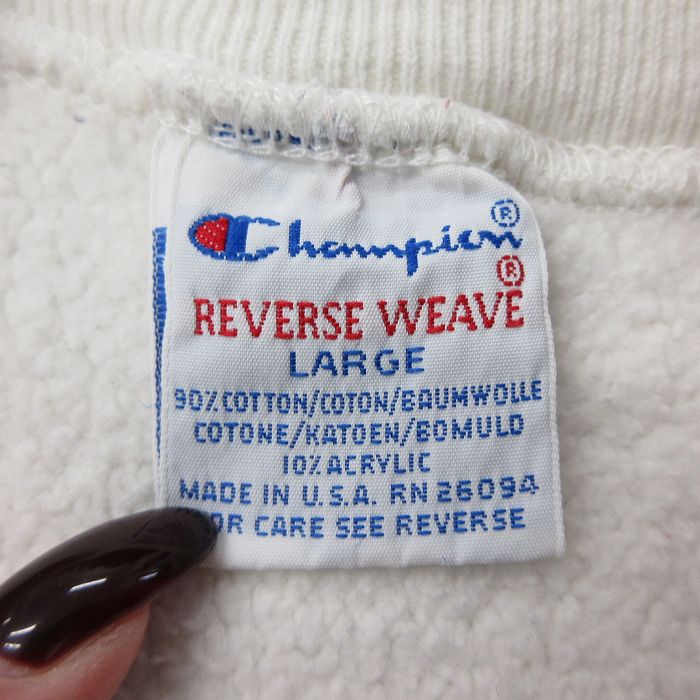 Champion®
REVERSE WEAVE®
LARGE
90% COTTON/COTON/BAUMWOLLE
COTONE/KATOEN/BOMULD
10% ACRYLIC
MADE IN U.S.A. RN 26094
OR CARE SEE REVERSE